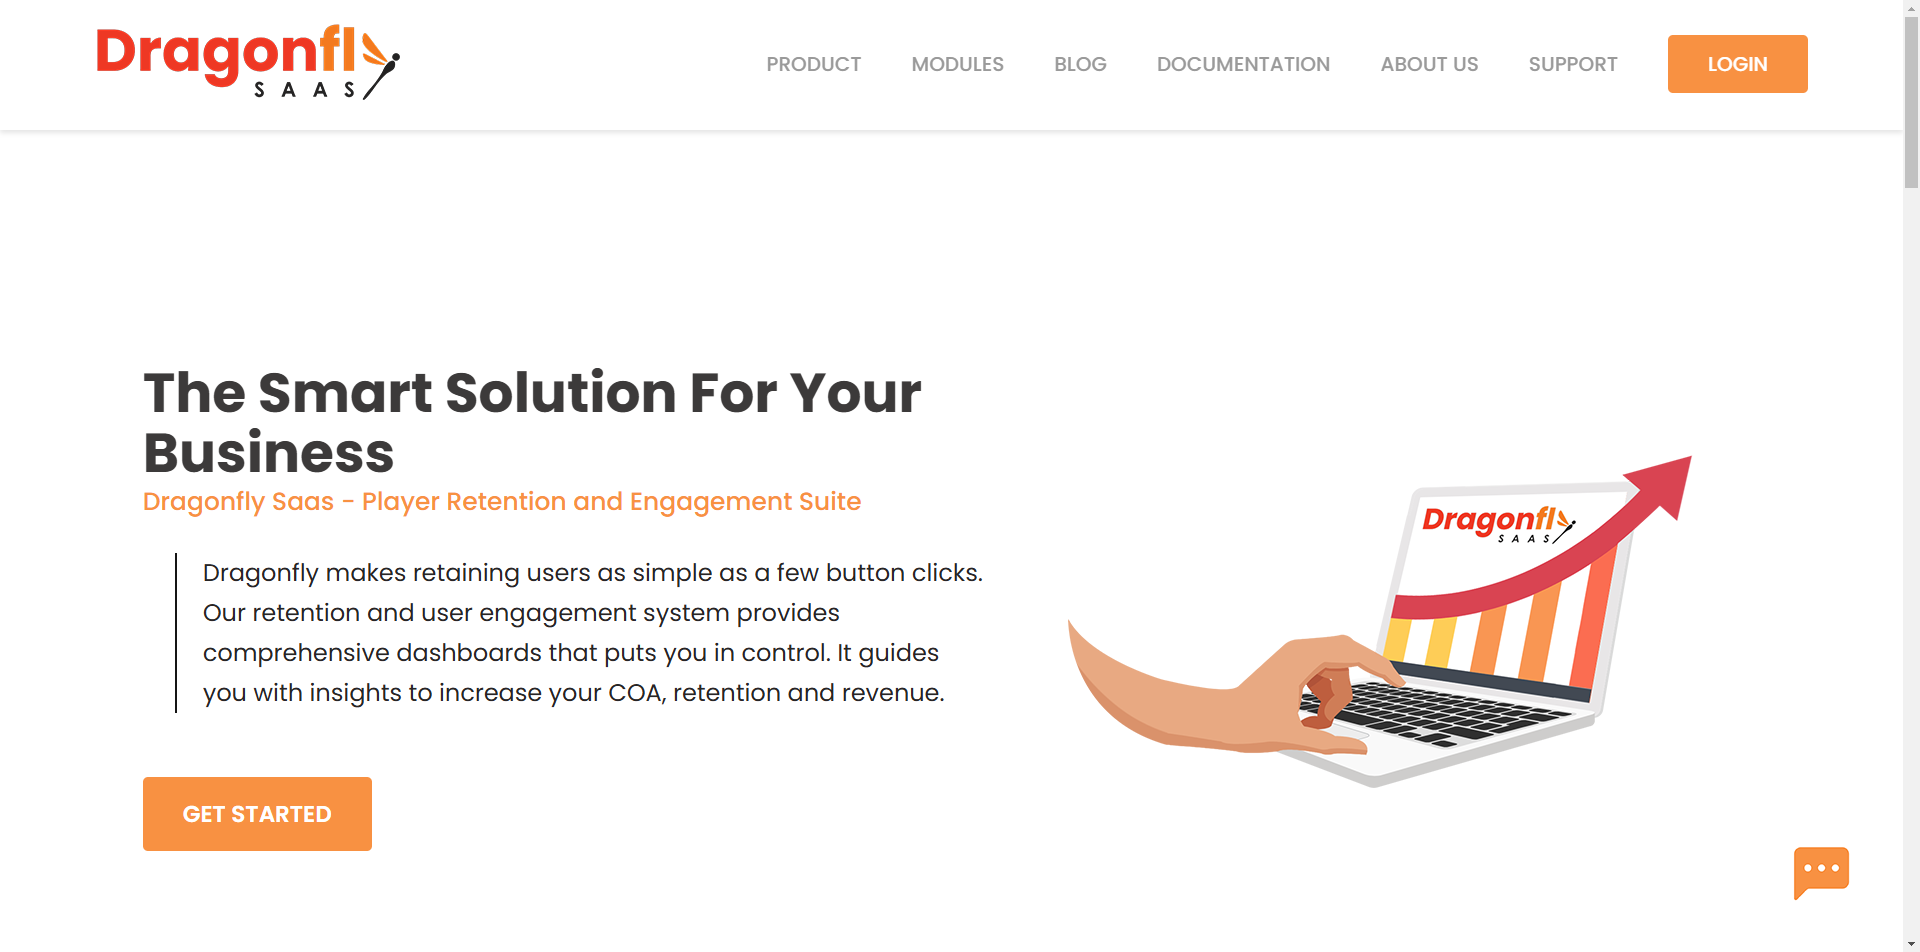 Dragonfly
SAAS
PRODUCT
MODULES
BLOG
DOCUMENTATION
ABOUT US
SUPPORT
LOGIN
The Smart Solution For Your
Business
Dragonfly Saas - Player Retention and Engagement Suite
Dragonfly makes retaining users as simple as a few button clicks.
Our retention and user engagement system provides
comprehensive dashboards that puts you in control. It guides
you with insights to increase your COA, retention and revenue.
GET STARTED
Dragonfly
SAAS